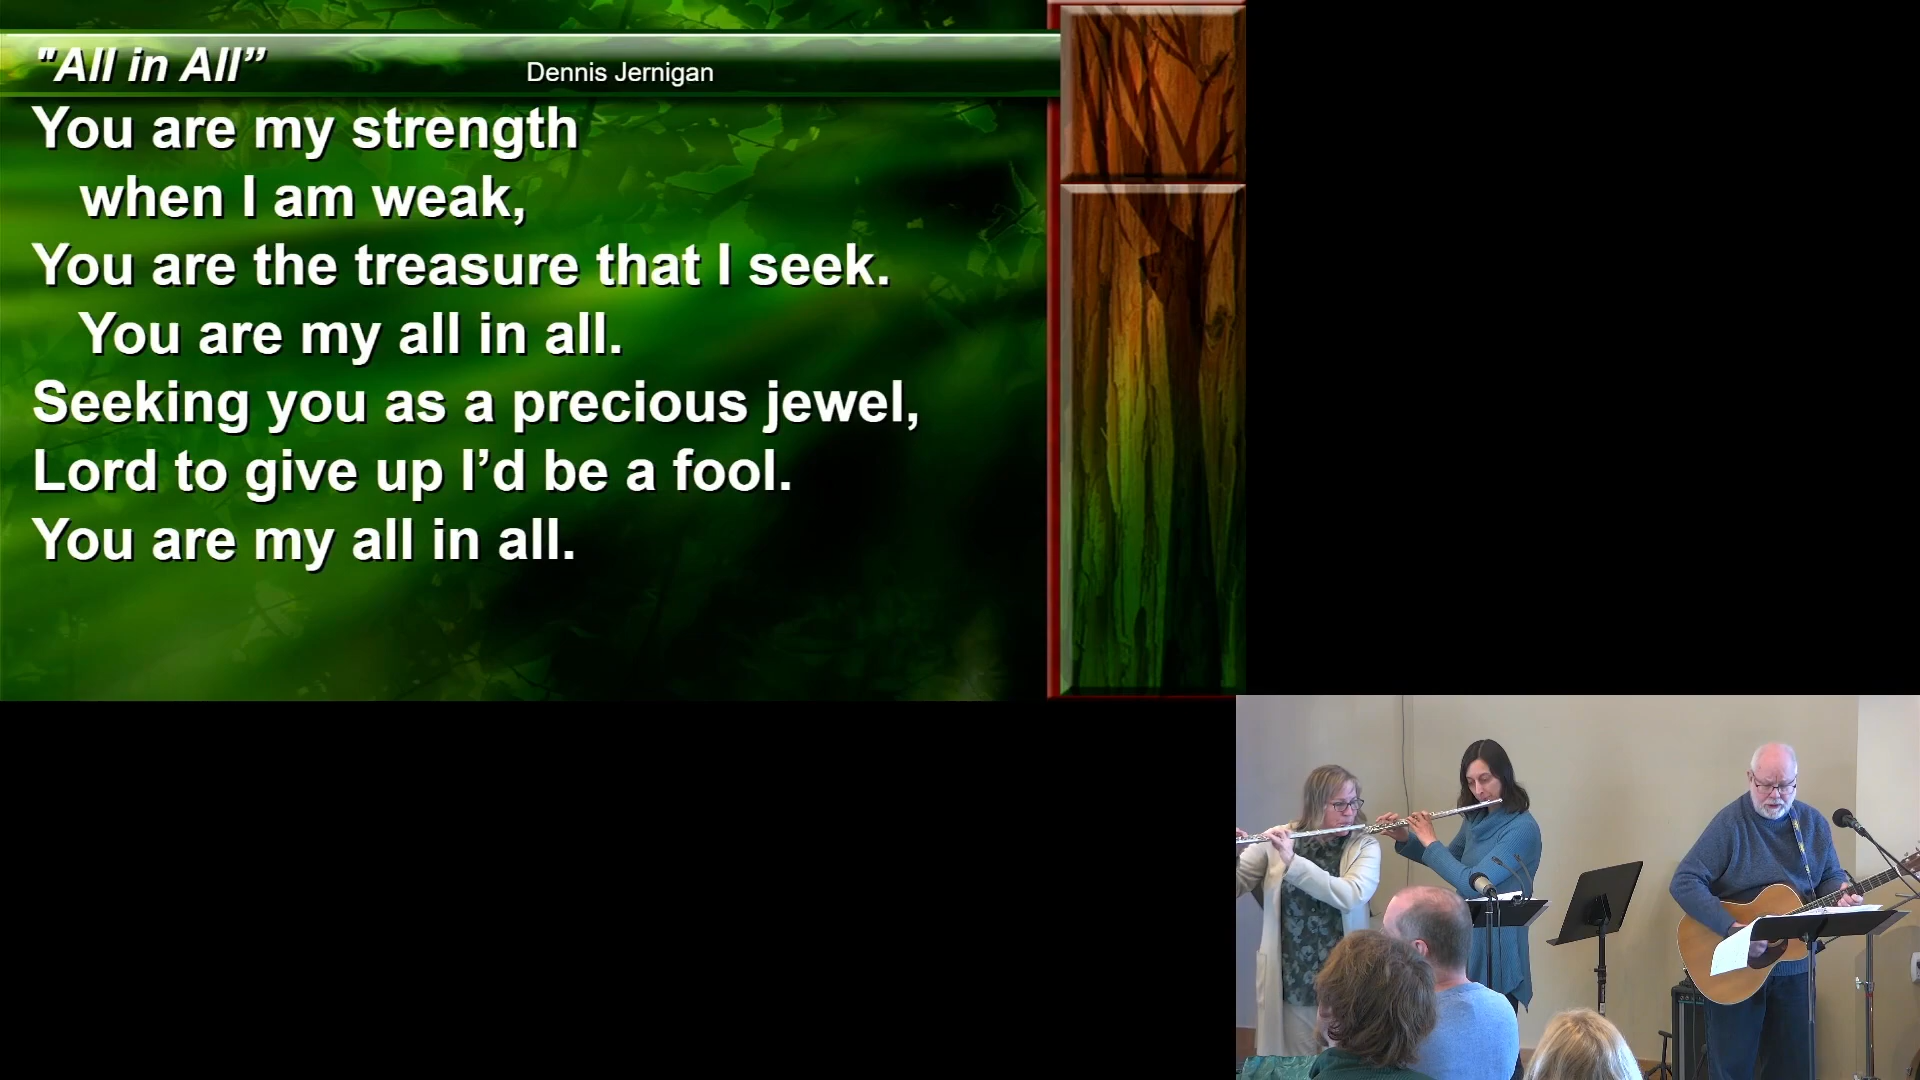 "All in All”
Dennis Jernigan
You are my strength
when I am weak,
You are the treasure that I seek.
You are my all in all.
Seeking you as a precious jewel,
Lord to give up I’d be a fool.
You are my all in all.